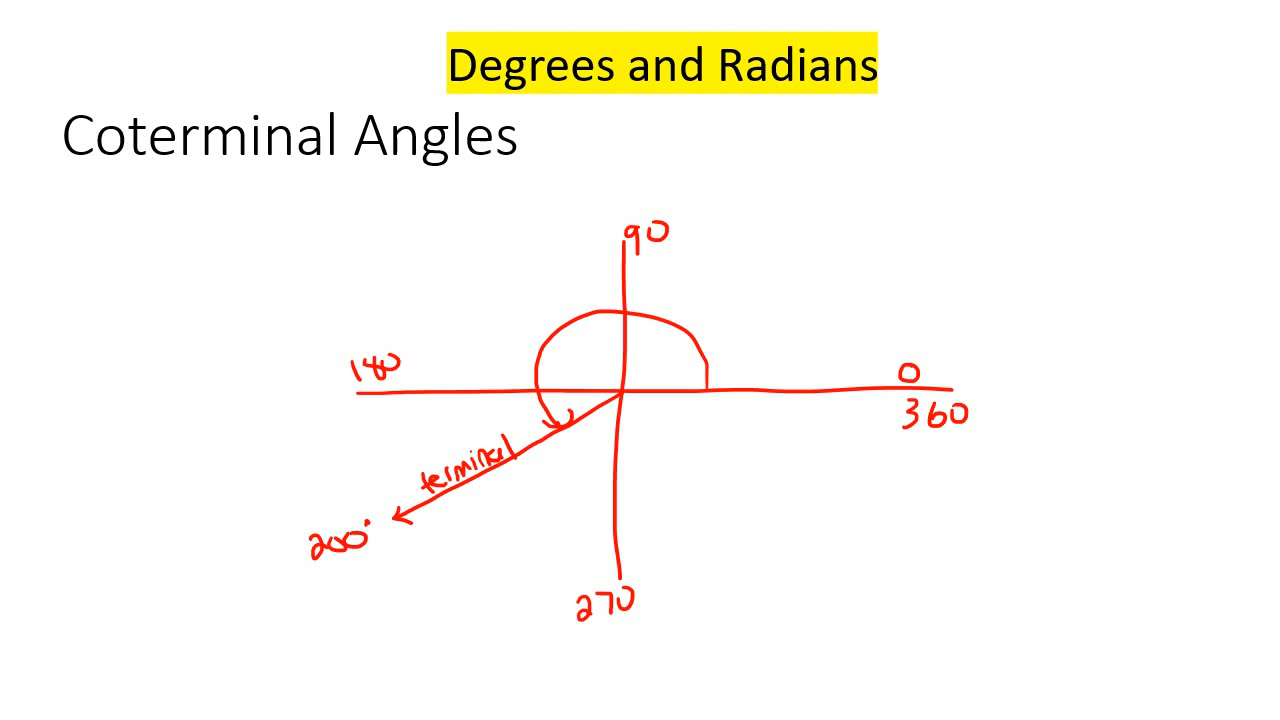 Degrees and Radians
Coterminal Angles
90
180
0
360
terminal
200°
270